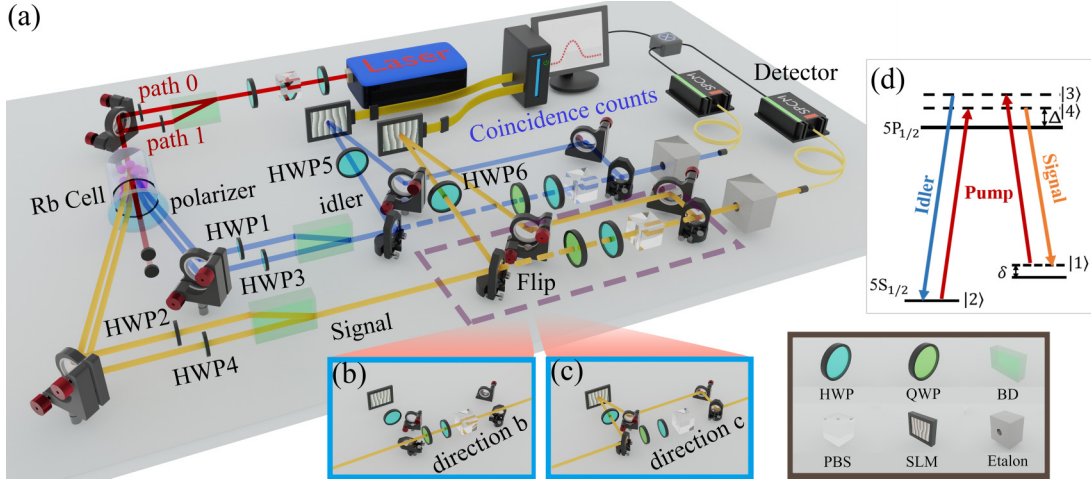 (a)
path 0
path 1
Laser
Coincidence counts
SPCM
SPCM
Detector
Rb Cell
polarizer
HWP5
HWP6
idler
HWP1
HWP3
HWP2
HWP4
Signal
Flip
(b)
direction b
(c)
direction c
(d)
|3⟩
|4⟩
Δ
5P1/2
Idler
Pump
Signal
|1⟩
δ
5S1/2
|2⟩
HWP
QWP
BD
PBS
SLM
Etalon